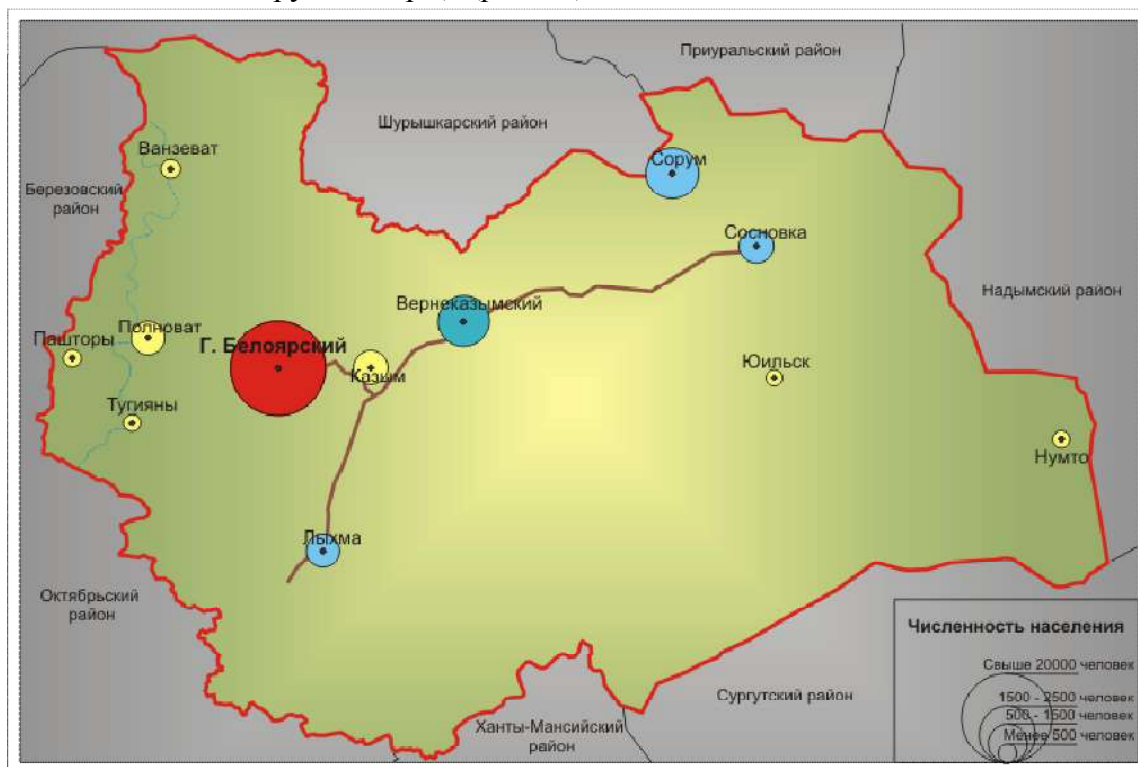 Приуральский район
Шурышкарский район
Ванзеват
Сорум
Березовский
район
Сосновка
Надымский район
Вернеказымский
Полноват
Пашторы
Г. Белоярский
Казым
Юильск
Тугияны
Нумто
Лыхма
Октябрьский
район
Численность населения
Свыше 20000 человек
1500 - 2500 человек
500 - 1500 человек
Менее 500 человек
Сургутский район
Ханты-Мансийский
район